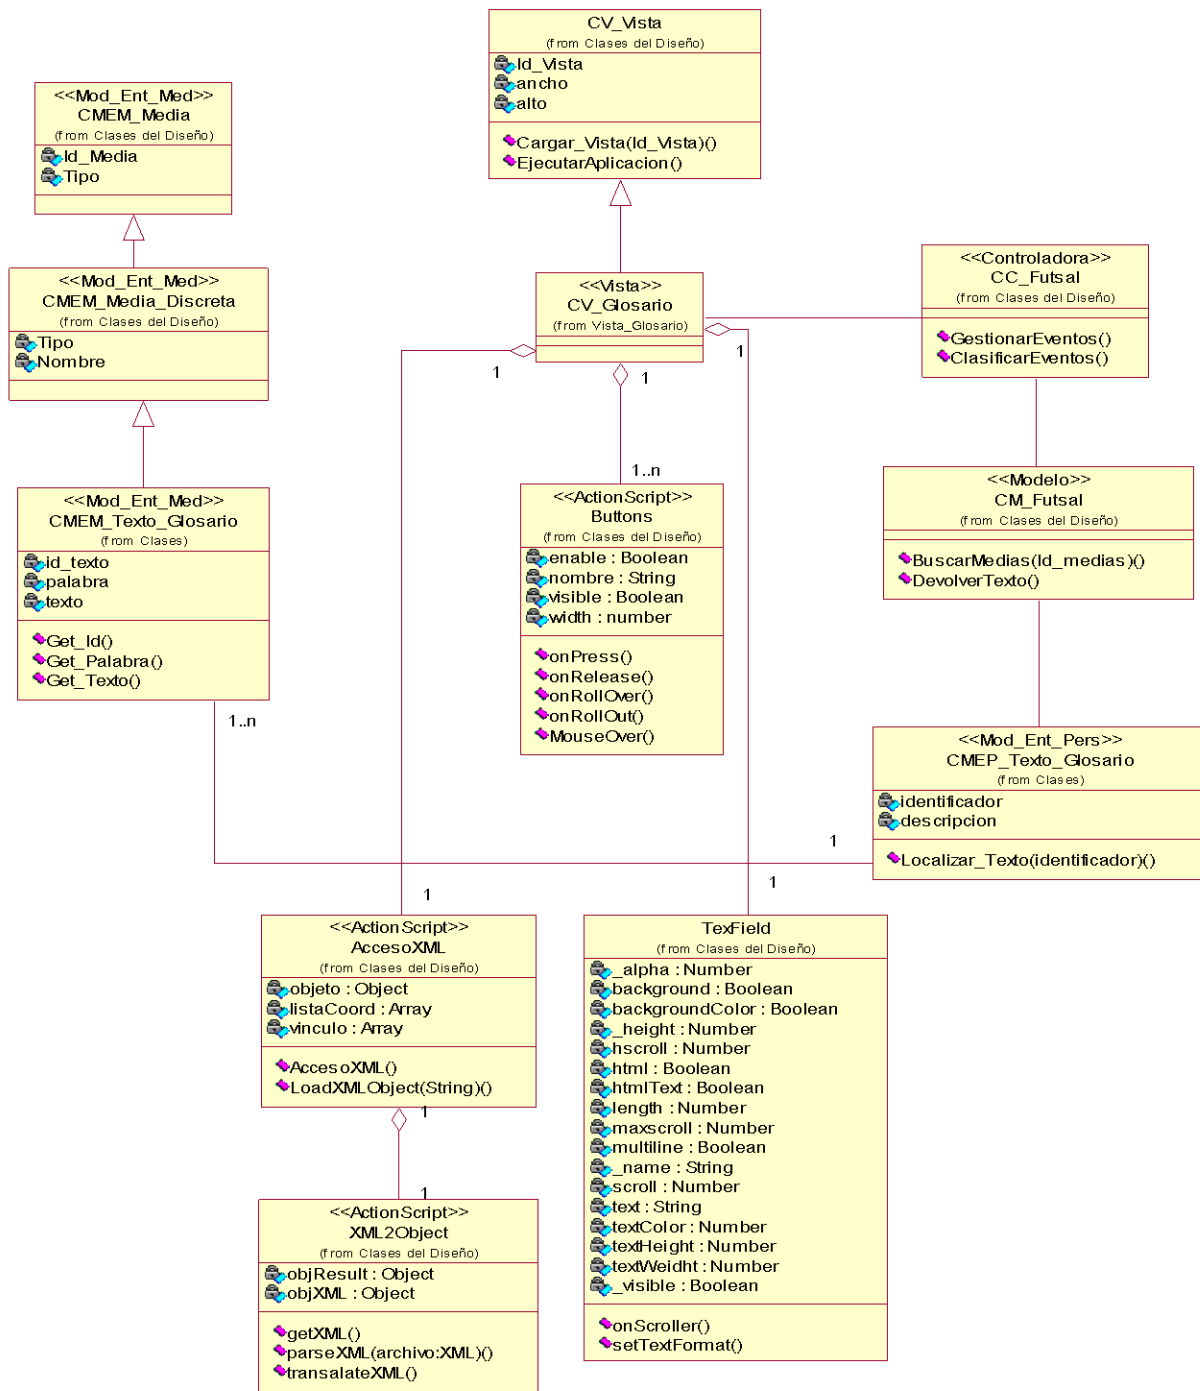 CV_Vista
(from Clases del Diseño)
Id_Vista
ancho
alto
Cargar_Vista(Id_Vista)()
EjecutarAplicacion()
<<Mod_Ent_Med>>
CMEM_Media
(from Clases del Diseño)
Id_Media
Tipo
<<Mod_Ent_Med>>
CMEM_Media_Discreta
(from Clases del Diseño)
Tipo
Nombre
<<Vista>>
CV_Glosario
(from Vista_Glosario)
1
1
1
<<Controladora>>
CC_Futsal
(from Clases del Diseño)
GestionarEventos()
ClasificarEventos()
<<Mod_Ent_Med>>
CMEM_Texto_Glosario
(from Clases)
id_texto
palabra
texto
Get_Id()
Get_Palabra()
Get_Texto()
1..n
1..n
<<ActionScript>>
Buttons
(from Clases del Diseño)
enable : Boolean
nombre : String
visible : Boolean
width : number
onPress()
onRelease()
onRollOver()
onRollOut()
MouseOver()
<<Modelo>>
CM_Futsal
(from Clases del Diseño)
BuscarMedias(Id_medias)()
DevolverTexto()
<<Mod_Ent_Pers>>
CMEP_Texto_Glosario
(from Clases)
identificador
descripcion
Localizar_Texto(identificador)()
1
1
1
<<ActionScript>>
AccesoXML
(from Clases del Diseño)
objeto : Object
listaCoord : Array
vinculo : Array
AccesoXML()
LoadXMLObject(String)()
1
1
<<ActionScript>>
XML2Object
(from Clases del Diseño)
objResult : Object
objXML : Object
getXML()
parseXML(archivo:XML)()
transalateXML()
TexField
(from Clases del Diseño)
_alpha : Number
background : Boolean
backgroundColor : Boolean
_height : Number
hscroll : Number
html : Boolean
htmlText : Boolean
length : Number
maxscroll : Number
multiline : Boolean
_name : String
scroll : Number
text : String
textColor : Number
textHeight : Number
textWeidht : Number
_visible : Boolean
onScroller()
setTextFormat()